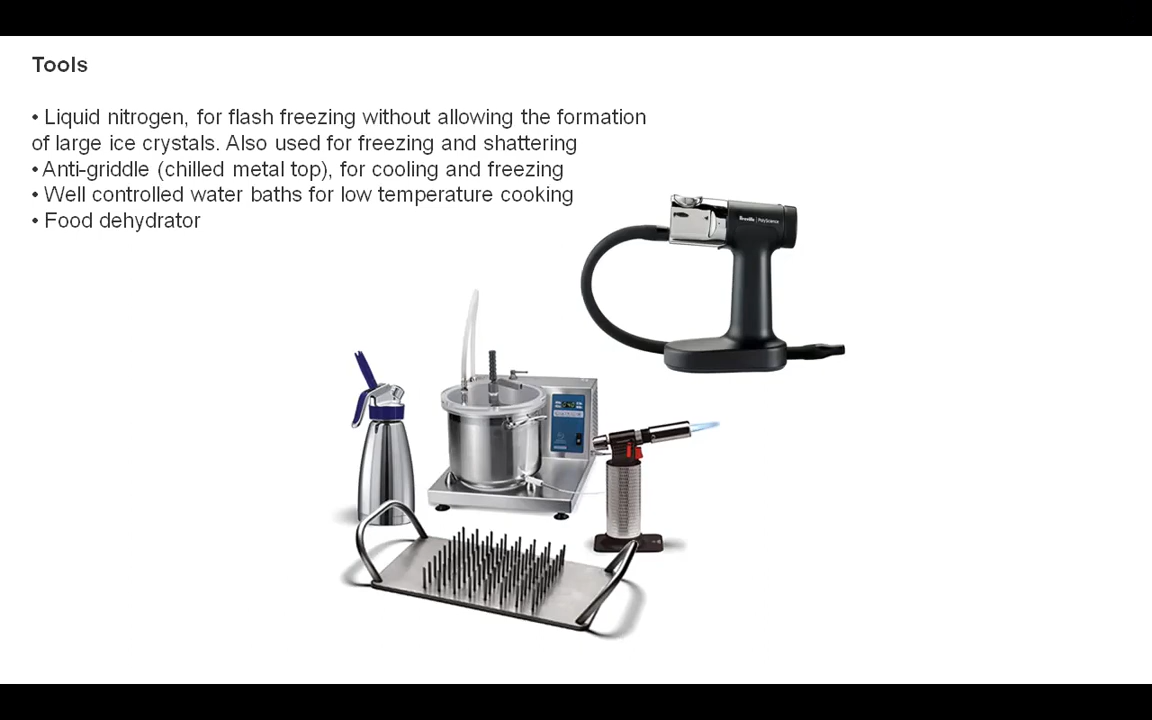 Tools
• Liquid nitrogen, for flash freezing without allowing the formation
of large ice crystals. Also used for freezing and shattering
• Anti-griddle (chilled metal top), for cooling and freezing
• Well controlled water baths for low temperature cooking
• Food dehydrator
Breville | PolyScience